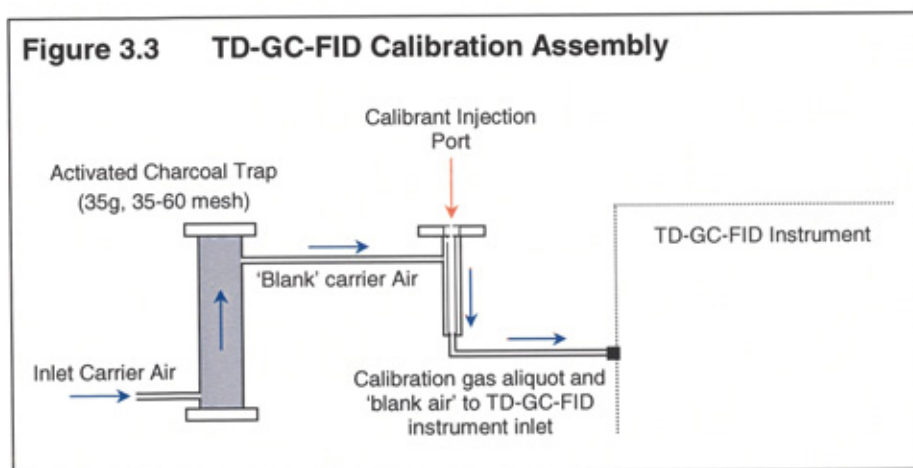 Figure 3.3 TD-GC-FID Calibration Assembly
Calibrant Injection
Port
Activated Charcoal Trap
(35g, 35-60 mesh)
TD-GC-FID Instrument
'Blank' carrier Air
Inlet Carrier Air
Calibration gas aliquot and
'blank air' to TD-GC-FID
instrument inlet